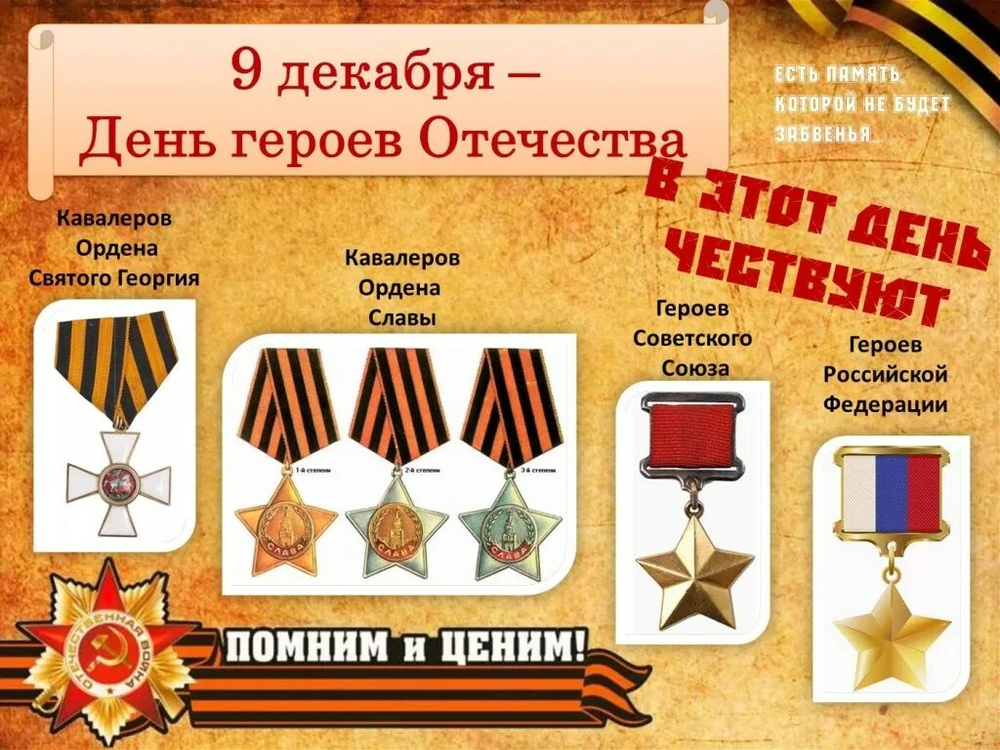 9 декабря –
День героев Отечества
ЕСТЬ ПАМЯТЬ,
КОТОРОЙ НЕ БУДЕТ
ЗАБВЕНЬЯ...
В ЭТОТ ДЕНЬ
ЧЕСТВУЮТ
Кавалеров
Ордена
Святого Георгия
Кавалеров
Ордена
Славы
Героев
Советского
Союза
Героев
Российской
Федерации
1-й степени
2-й степени
3-й степени
СЛАВА
СЛАВА
СЛАВА
ОТЕЧЕСТВЕННАЯ ВОЙНА
ПОМНИМ и ЦЕНИМ!